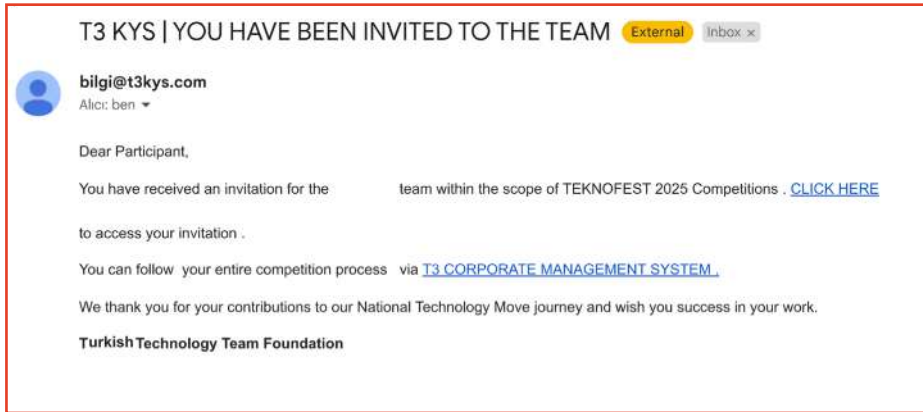 T3 KYS | YOU HAVE BEEN INVITED TO THE TEAM External Inbox x
bilgi@t3kys.com
Alıcı: ben
Dear Participant,
You have received an invitation for the team within the scope of TEKNOFEST 2025 Competitions . CLICK HERE
to access your invitation .
You can follow your entire competition process via T3 CORPORATE MANAGEMENT SYSTEM .
We thank you for your contributions to our National Technology Move journey and wish you success in your work.
Turkish Technology Team Foundation